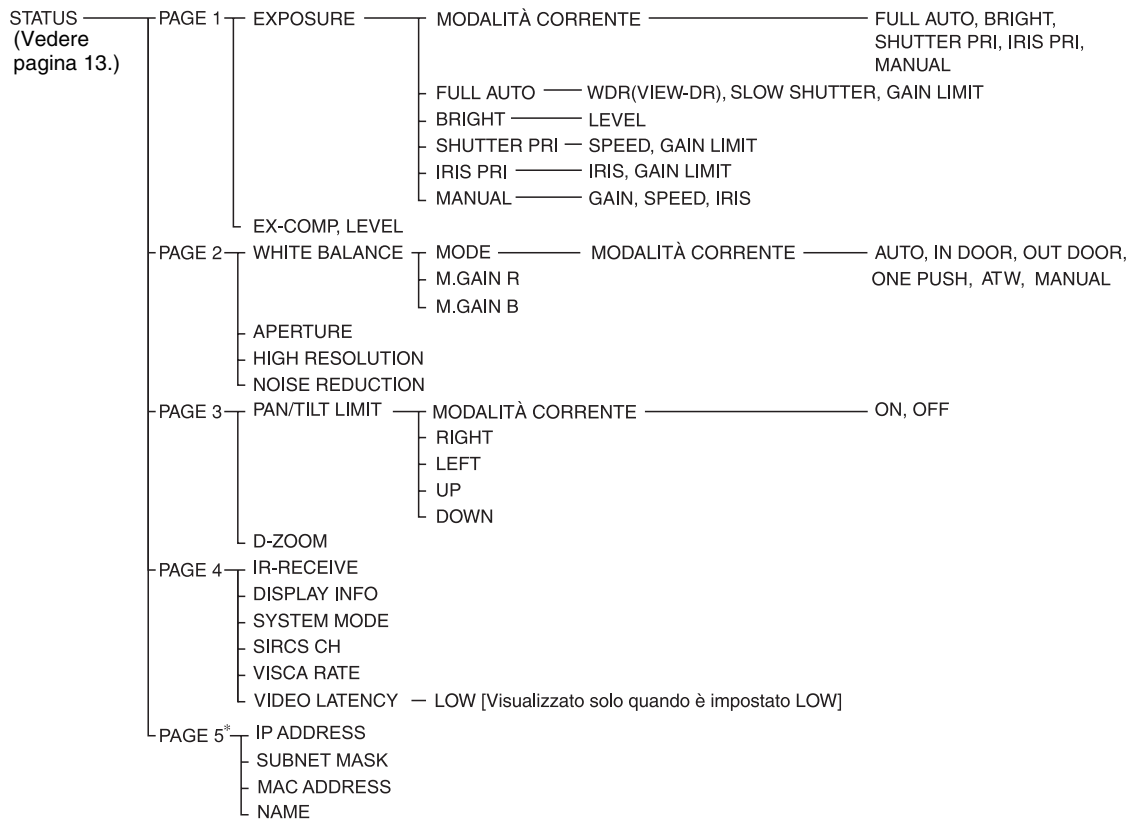 STATUS PAGE 1 EXPOSURE MODALITÀ CORRENTE FULL AUTO, BRIGHT,
(Vedere SHUTTER PRI, IRIS PRI,
pagina 13.) MANUAL
FULL AUTO WDR(VIEW-DR), SLOW SHUTTER, GAIN LIMIT
BRIGHT LEVEL
SHUTTER PRI SPEED, GAIN LIMIT
IRIS PRI IRIS, GAIN LIMIT
MANUAL GAIN, SPEED, IRIS
EX-COMP, LEVEL
PAGE 2 WHITE BALANCE MODE MODALITÀ CORRENTE AUTO, IN DOOR, OUT DOOR,
M.GAIN R ONE PUSH, ATW, MANUAL
M.GAIN B
APERTURE
HIGH RESOLUTION
NOISE REDUCTION
PAGE 3 PAN/TILT LIMIT MODALITÀ CORRENTE ON, OFF
RIGHT
LEFT
UP
DOWN
D-ZOOM
PAGE 4 IR-RECEIVE
DISPLAY INFO
SYSTEM MODE
SIRCS CH
VISCA RATE
VIDEO LATENCY LOW [Visualizzato solo quando è impostato LOW]
PAGE 5* IP ADDRESS
SUBNET MASK
MAC ADDRESS
NAME